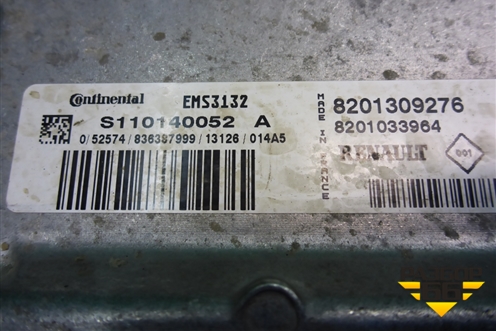 Continental EMS3132
S110140052 A
0/52574/836387999/13126/014A5
MADE IN FRANCE
8201309276
8201033964
RENAULT
001